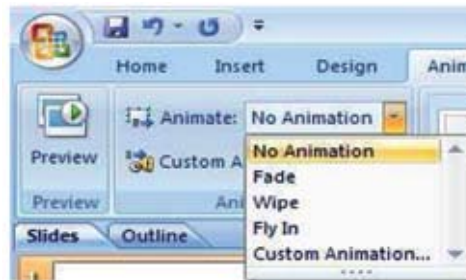 Home Insert Design Anim
Animate: No Animation
Preview
Custom A
No Animation
Fade
Wipe
Fly In
Custom Animation...
Preview
Ani
Slides Outline